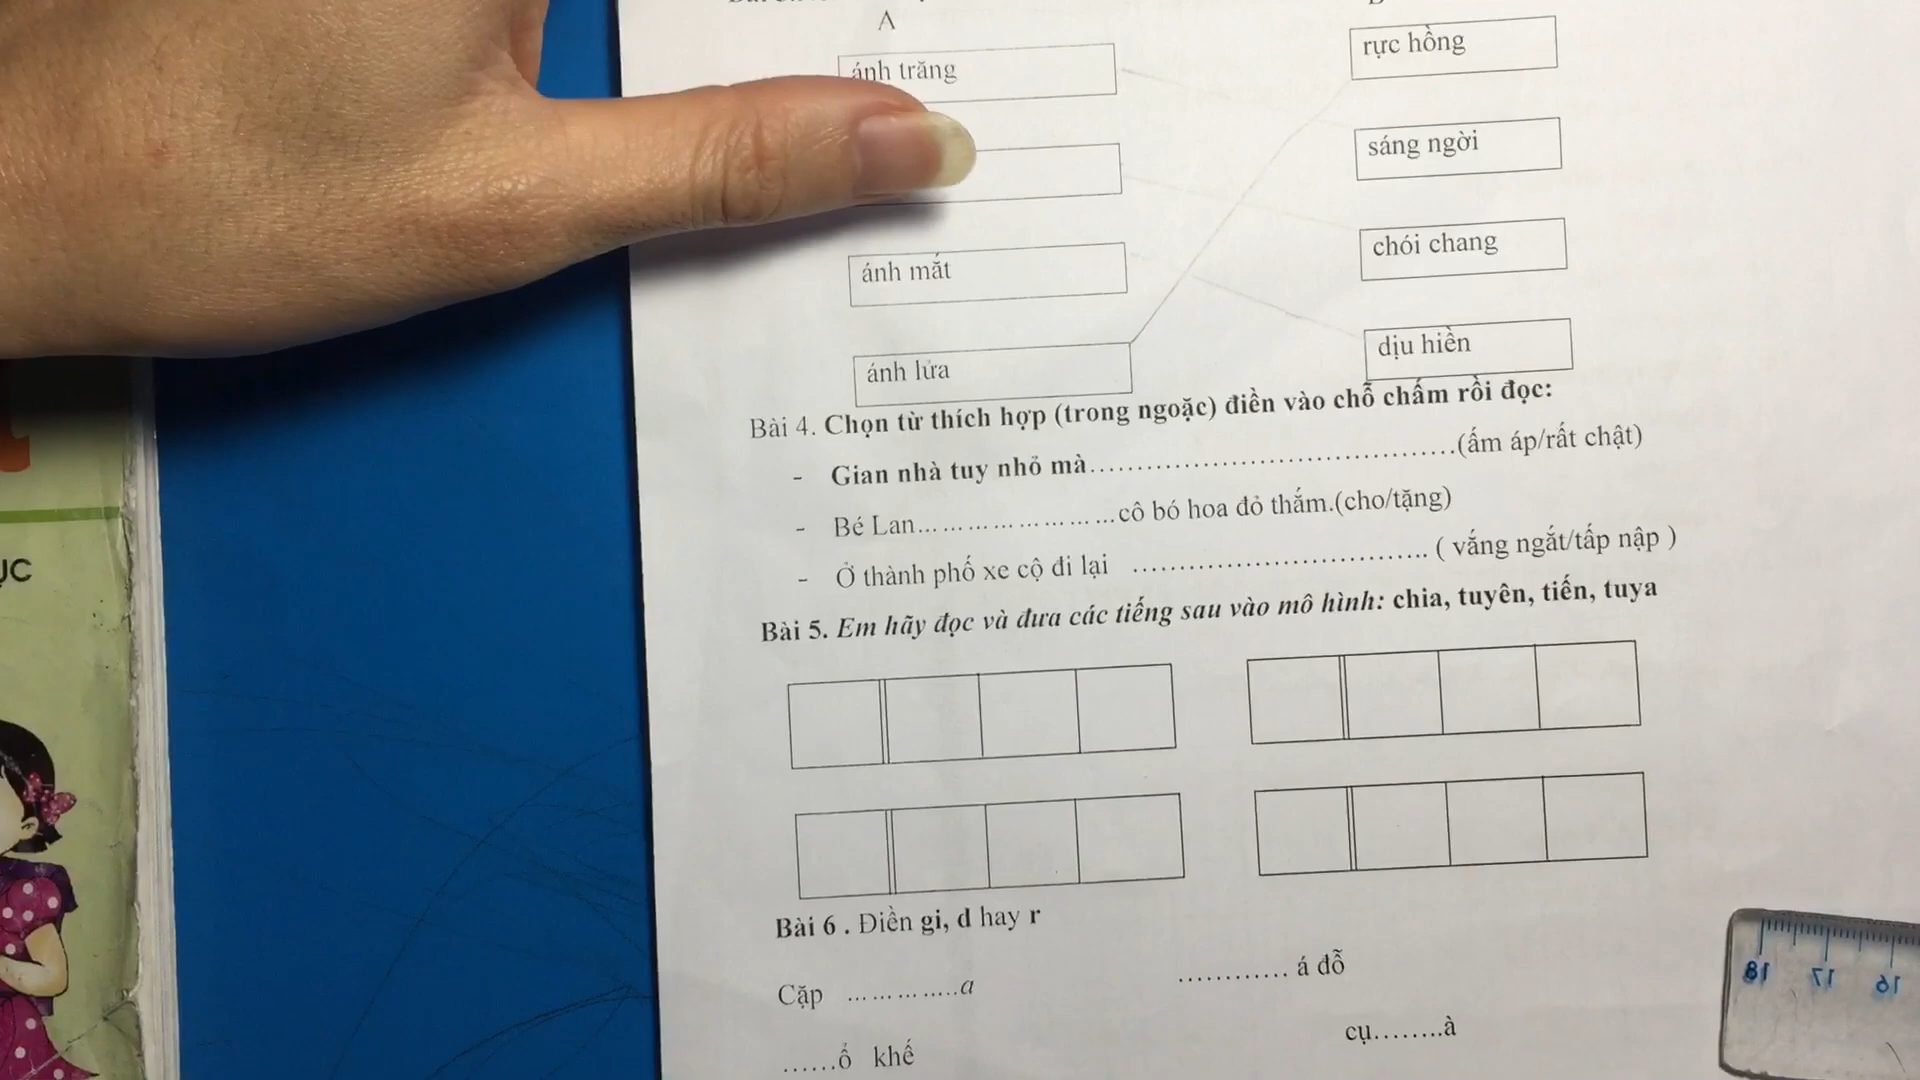 A
ánh trăng
rực hồng
sáng ngời
ánh mắt
chói chang
ánh lửa
dịu hiền
Bài 4. Chọn từ thích hợp (trong ngoặc) điền vào chỗ chấm rồi đọc:
- Gian nhà tuy nhỏ mà......................................(ấm áp/rất chật)
- Bé Lan........................cô bó hoa đỏ thắm.(cho/tặng)
- Ở thành phố xe cộ đi lại ................................ ( vắng ngắt/tấp nập )
Bài 5. Em hãy đọc và đưa các tiếng sau vào mô hình: chia, tuyên, tiến, tuya
Bài 6 . Điền gi, d hay r
Cặp ..............a
............ á đỗ
......ổ khế
cụ........à
ỤC
18 17 16